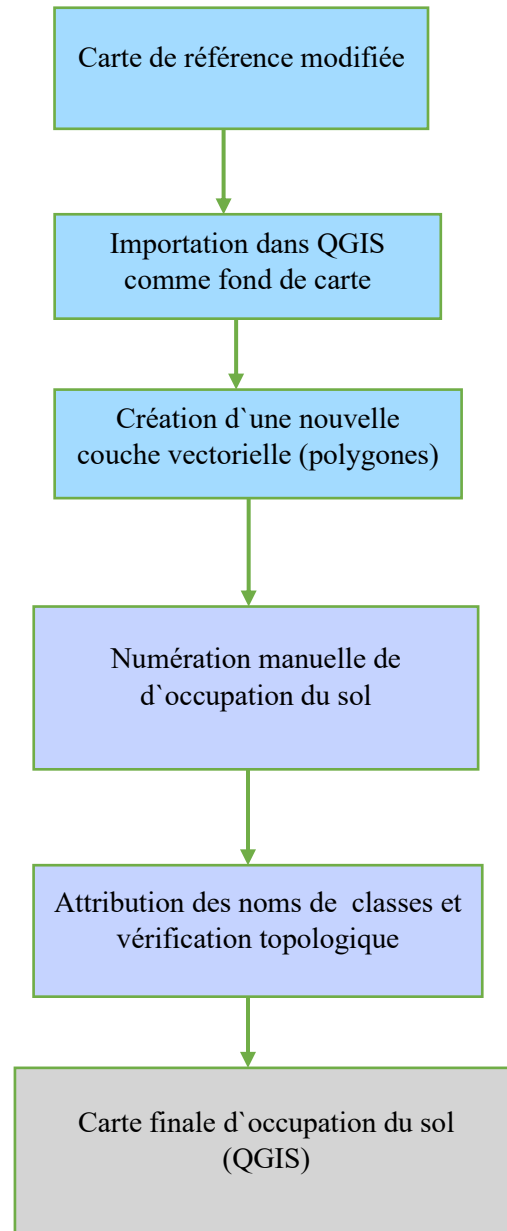 Carte de référence modifiée
Importation dans QGIS
comme fond de carte
Création d`une nouvelle
couche vectorielle (polygones)
Numération manuelle de
d`occupation du sol
Attribution des noms de  classes et
vérification topologique
Carte finale d`occupation du sol
(QGIS)